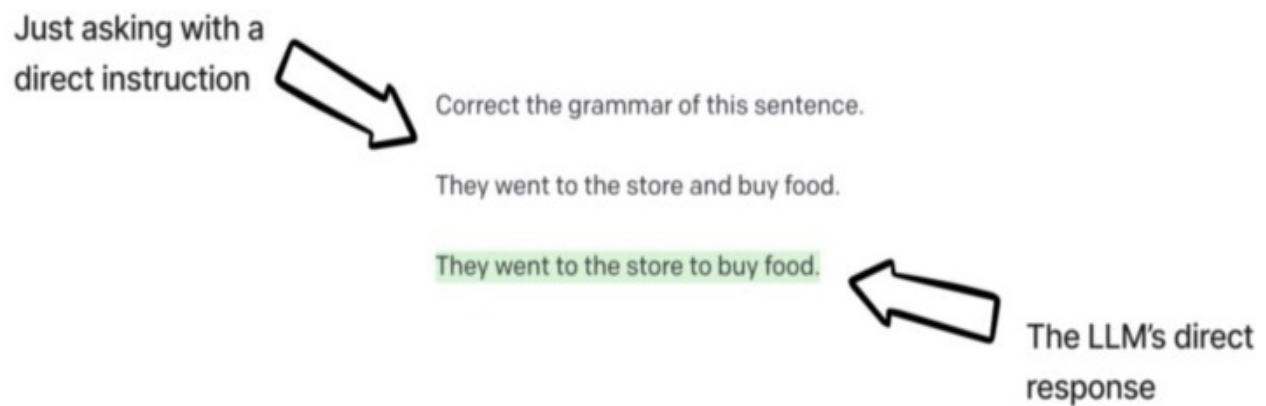 Just asking with a
direct instruction
Correct the grammar of this sentence.
They went to the store and buy food.
They went to the store to buy food.
The LLM's direct
response